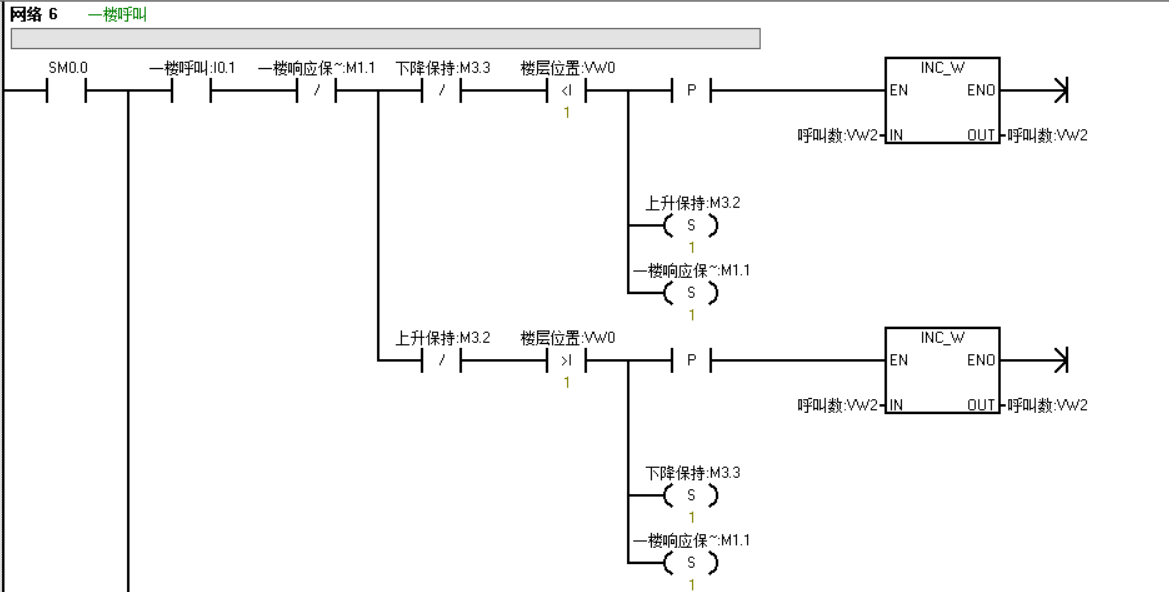 网络 6 一楼呼叫
SM0.0 一楼呼叫:I0.1 一楼响应保~:M1.1 下降保持:M3.3 楼层位置:VW0 INC_W
/ / <I P EN ENO
1
呼叫数:VW2 IN OUT 呼叫数:VW2
上升保持:M3.2
S
1
一楼响应保~:M1.1
S
1
上升保持:M3.2 楼层位置:VW0 INC_W
/ >I P EN ENO
1
呼叫数:VW2 IN OUT 呼叫数:VW2
下降保持:M3.3
S
1
一楼响应保~:M1.1
S
1